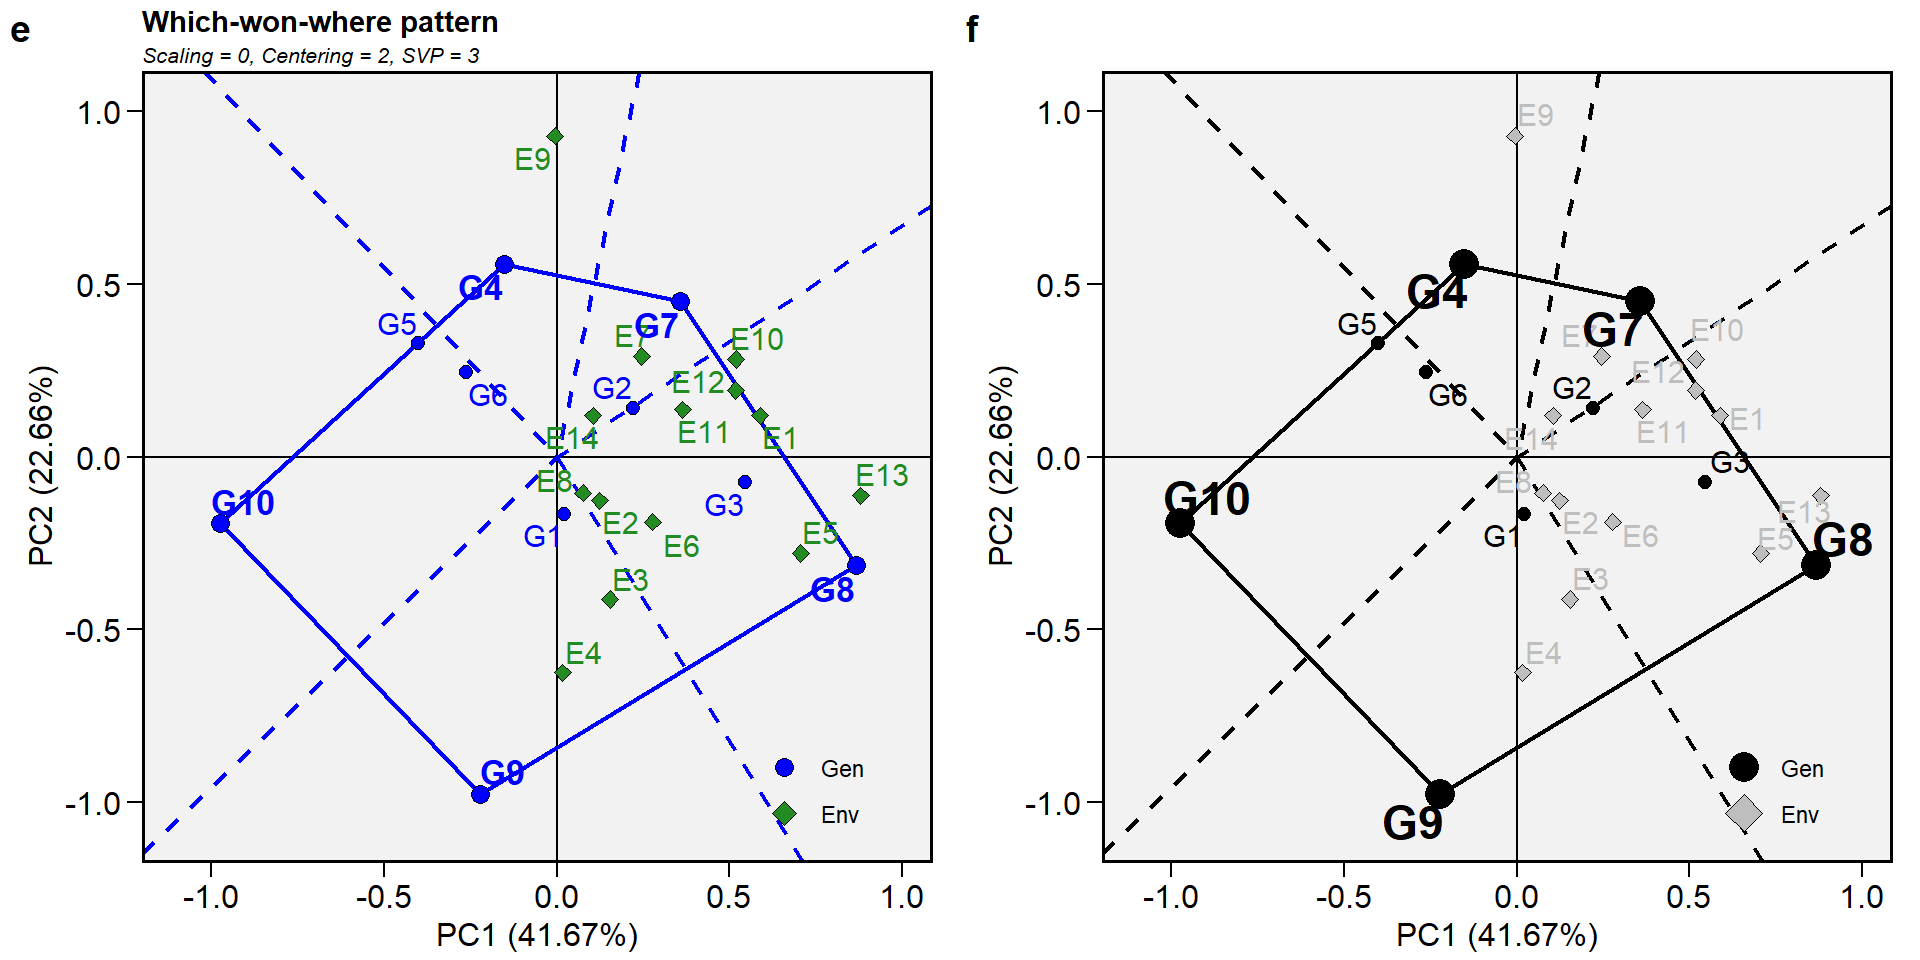 e
Which-won-where pattern
Scaling = 0, Centering = 2, SVP = 3
1.0
0.5
0.0
-0.5
-1.0
PC2 (22.66%)
E9
G4
G5
G7
E7
E10
G6
G2
E12
E14
E11
E1
G10
E8
E13
G3
E2
G1
E6
E5
E3
G8
E4
G9
Gen
Env
-1.0
-0.5
0.0
0.5
1.0
PC1 (41.67%)
f
1.0
0.5
0.0
-0.5
-1.0
PC2 (22.66%)
E9
G4
G5
G7
E7
E10
G6
G2
E12
E14
E11
E1
G3
E8
G10
E13
E2
G1
E6
E5
G8
E3
E4
G9
Gen
Env
-1.0
-0.5
0.0
0.5
1.0
PC1 (41.67%)